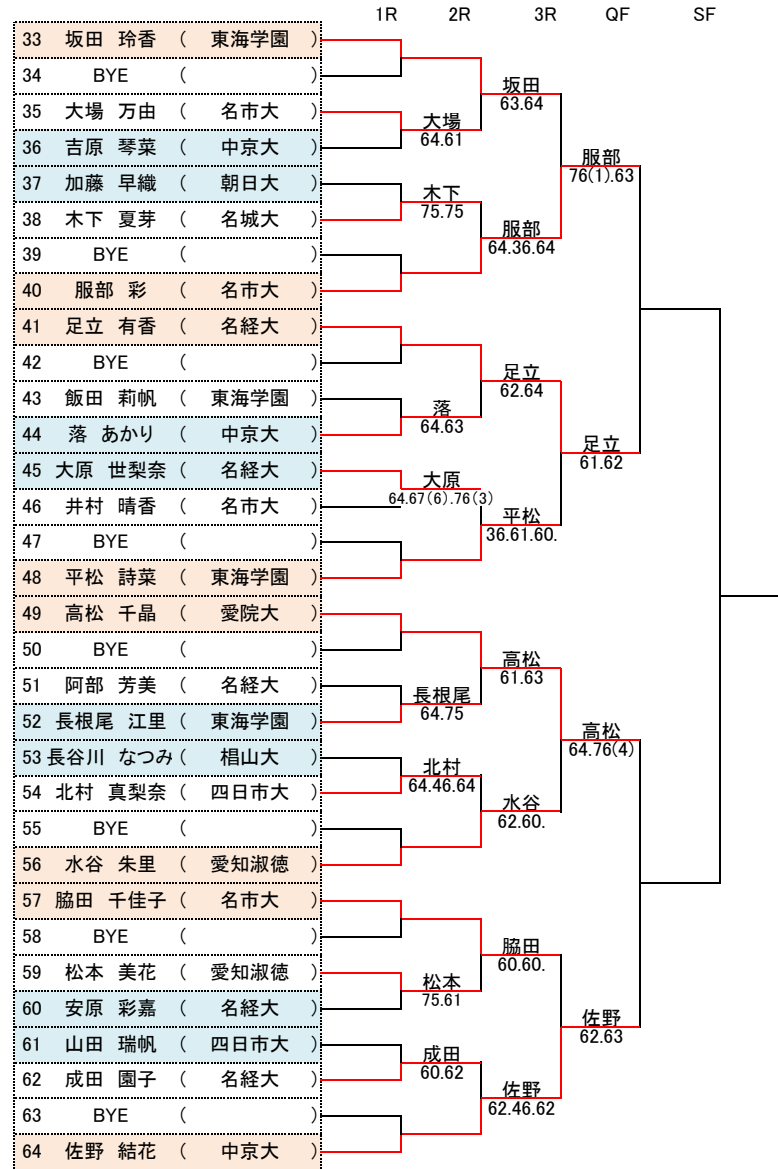 1R 2R 3R QF SF
33 坂田 玲香 ( 東海学園 )
34 BYE ( )
坂田
63.64
35 大場 万由 ( 名市大 )
大場
64.61
36 吉原 琴菜 ( 中京大 )
服部
76(1).63
37 加藤 早織 ( 朝日大 )
木下
75.75
38 木下 夏芽 ( 名城大 )
服部
64.36.64
39 BYE ( )
40 服部 彩 ( 名市大 )
41 足立 有香 ( 名経大 )
42 BYE ( )
足立
62.64
43 飯田 莉帆 ( 東海学園 )
落
64.63
44 落 あかり ( 中京大 )
足立
61.62
45 大原 世梨奈 ( 名経大 )
大原
64.67(6).76(3)
46 井村 晴香 ( 名市大 )
平松
36.61.60.
47 BYE ( )
48 平松 詩菜 ( 東海学園 )
49 高松 千晶 ( 愛院大 )
50 BYE ( )
高松
61.63
51 阿部 芳美 ( 名経大 )
長根尾
64.75
52 長根尾 江里 ( 東海学園 )
高松
64.76(4)
53 長谷川 なつみ ( 椙山大 )
北村
64.46.64
54 北村 真梨奈 ( 四日市大 )
水谷
62.60.
55 BYE ( )
56 水谷 朱里 ( 愛知淑徳 )
57 脇田 千佳子 ( 名市大 )
58 BYE ( )
脇田
60.60.
59 松本 美花 ( 愛知淑徳 )
松本
75.61
60 安原 彩嘉 ( 名経大 )
佐野
62.63
61 山田 瑞帆 ( 四日市大 )
成田
60.62
62 成田 園子 ( 名経大 )
佐野
62.46.62
63 BYE ( )
64 佐野 結花 ( 中京大 )